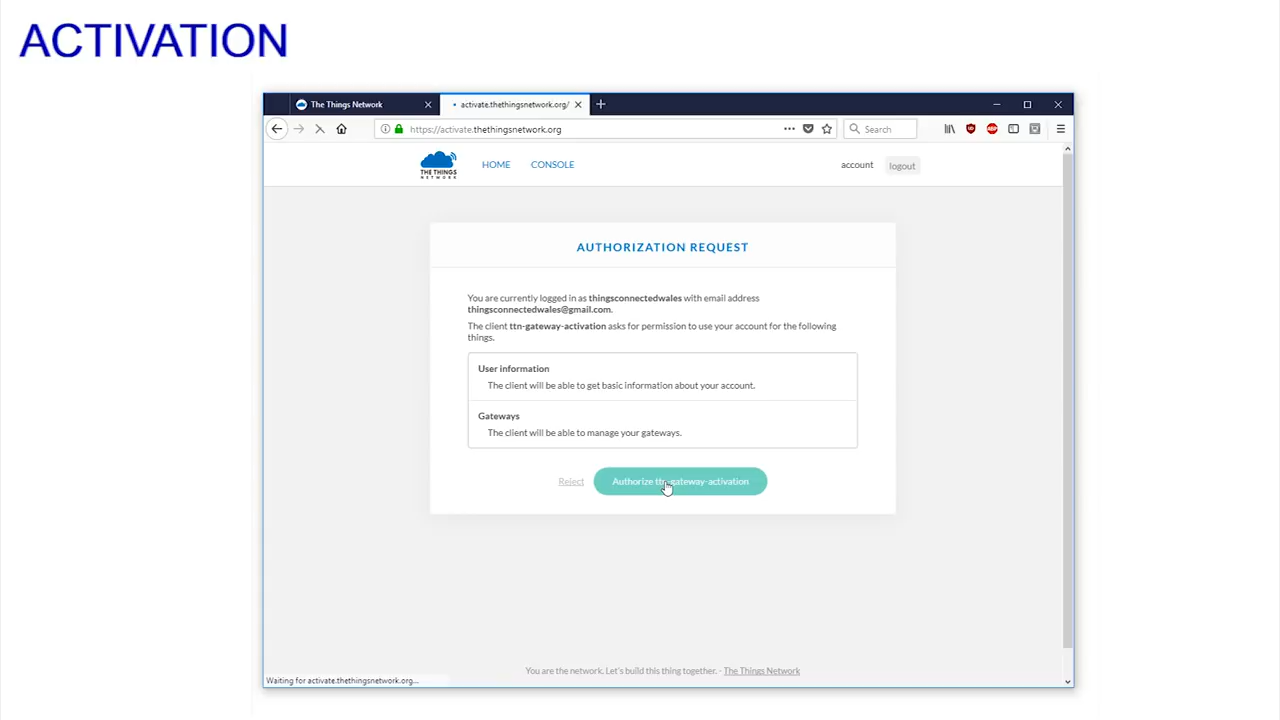 ACTIVATION
The Things Network
activate.thethingsnetwork.org/
https://activate.thethingsnetwork.org
Search
THE THINGS
NETWORK
HOME
CONSOLE
account
logout
AUTHORIZATION REQUEST
You are currently logged in as thingsconnectedwales with email address
thingsconnectedwales@gmail.com.
The client ttn-gateway-activation asks for permission to use your account for the following
things.
User information
The client will be able to get basic information about your account.
Gateways
The client will be able to manage your gateways.
Reject
Authorize ttn-gateway-activation
You are the network. Let's build this thing together. - The Things Network
Waiting for activate.thethingsnetwork.org...